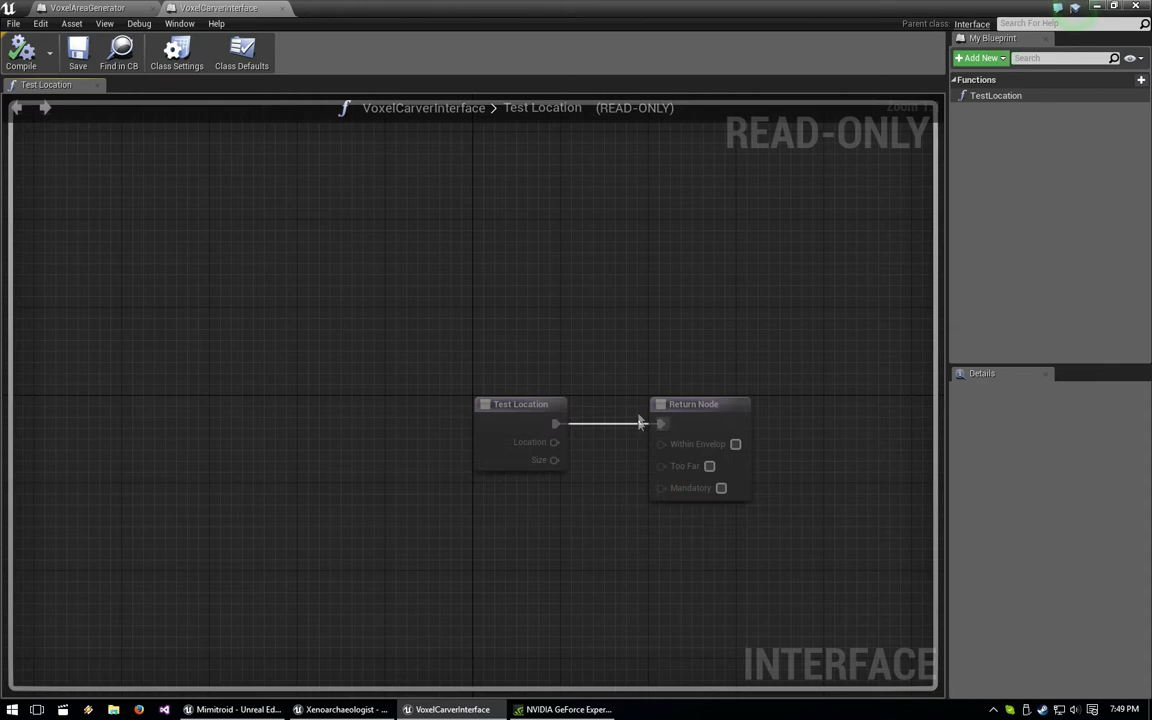 VoxelAreaGenerator
VoxelCarverInterface
File Edit Asset View Debug Window Help
Parent class: Interface
Search For Help
Compile
Save
Find in CB
Class Settings
Class Defaults
My Blueprint
Add New
Search
Functions
TestLocation
Test Location
VoxelCarverInterface > Test Location (READ-ONLY)
Zoom 1
READ-ONLY
Test Location
Location
Size
Return Node
Within Envelop
Too Far
Mandatory
Details
INTERFACE
Mimitroid - Unreal Ed...
Xenoarchaeologist - ...
VoxelCarverInterface
NVIDIA GeForce Exper...
7:49 PM